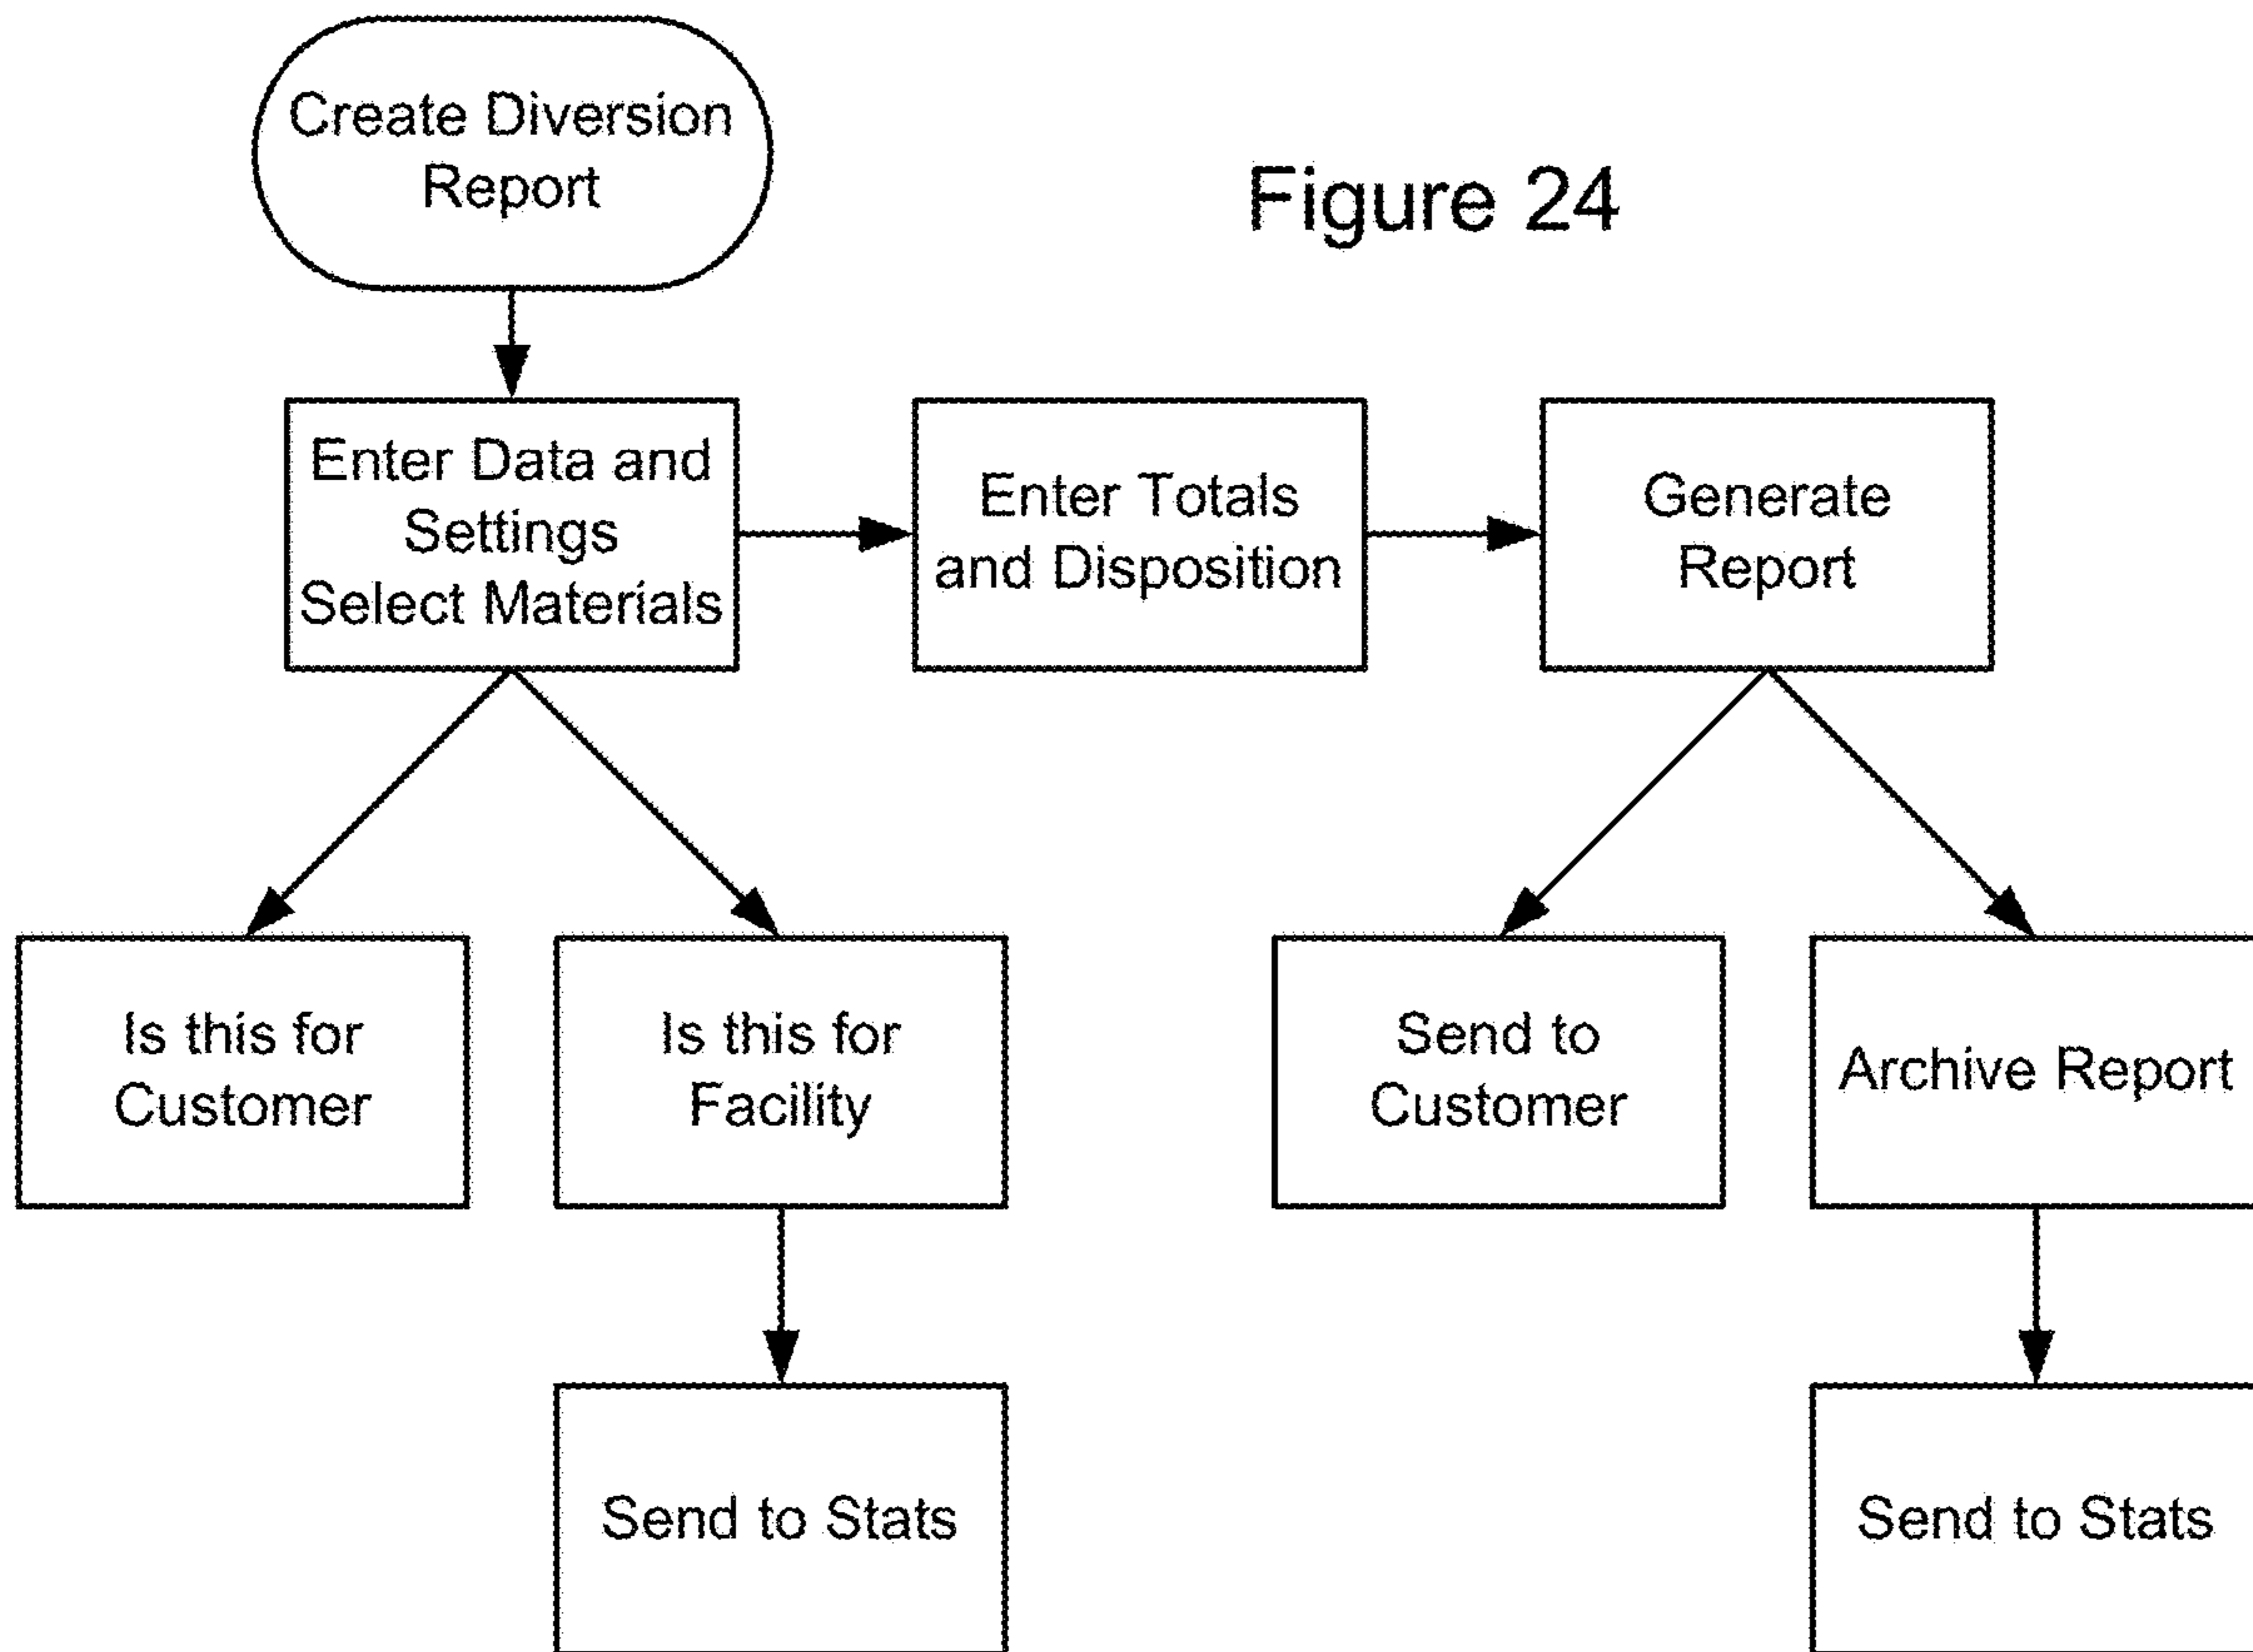 Create Diversion
Report
Figure 24
Enter Data and
Settings
Select Materials
Enter Totals
and Disposition
Generate
Report
Is this for
Customer
Is this for
Facility
Send to
Customer
Archive Report
Send to Stats
Send to Stats